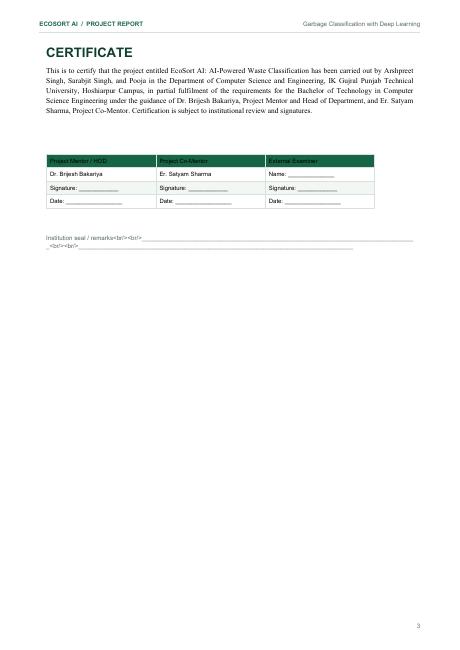 ECOSORT AI / PROJECT REPORT
Garbage Classification with Deep Learning
CERTIFICATE
This is to certify that the project entitled EcoSort AI: AI-Powered Waste Classification has been carried out by Arshpreet
Singh, Sarabjit Singh, and Pooja in the Department of Computer Science and Engineering, IK Gujral Punjab Technical
University, Hoshiarpur Campus, in partial fulfilment of the requirements for the Bachelor of Technology in Computer
Science Engineering under the guidance of Dr. Brijesh Bakariya, Project Mentor and Head of Department, and Er. Satyam
Sharma, Project Co-Mentor. Certification is subject to institutional review and signatures.
Project Mentor / HOD Project Co-Mentor External Examiner
Dr. Brijesh Bakariya Er. Satyam Sharma Name: ______________
Signature: ____________ Signature: _____________ Signature: _____________
Date: _________________ Date: _________________ Date: _________________
Institution seal / remarks<br/><br/>______________________________________________________________________
_<br/><br/>______________________________________________________________________
3